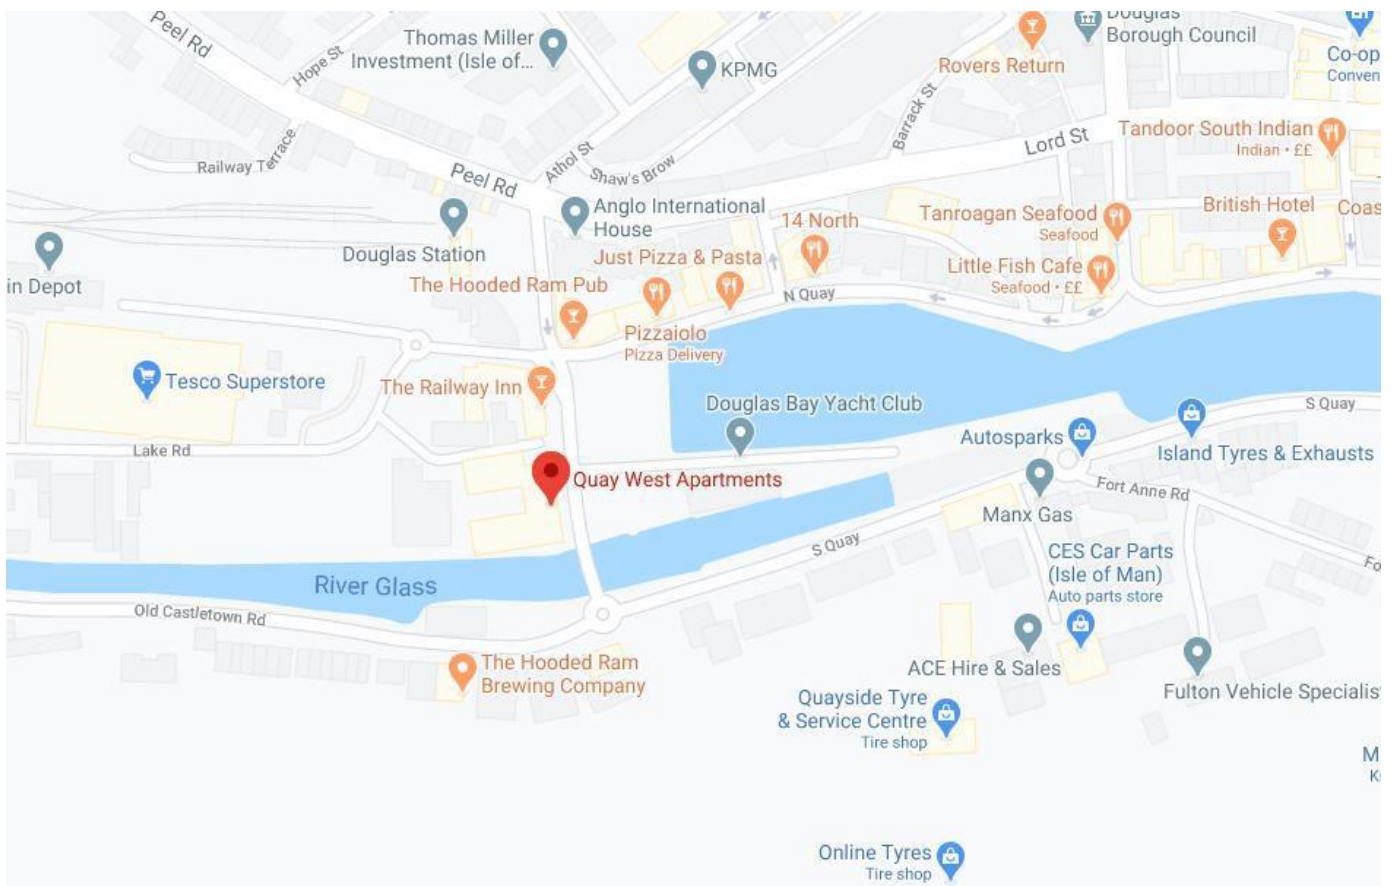 Peel Rd
Hope St
Thomas Miller
Investment (Isle of...
KPMG
Rovers Return
Douglas
Borough Council
Co-op
Conven
Barrack St
Lord St
Tandoor South Indian
Indian • ££
Railway Terrace
Peel Rd
Athol St
Shaw's Brow
Anglo International
House
14 North
Tanroagan Seafood
Seafood
British Hotel
Coas
Douglas Station
in Depot
Just Pizza & Pasta
The Hooded Ram Pub
Little Fish Cafe
Seafood • ££
N Quay
Pizzaiolo
Pizza Delivery
Tesco Superstore
The Railway Inn
Douglas Bay Yacht Club
S Quay
Lake Rd
Autosparks
Island Tyres & Exhausts
Quay West Apartments
Fort Anne Rd
Manx Gas
S Quay
CES Car Parts
(Isle of Man)
Auto parts store
Fo
River Glass
Old Castletown Rd
The Hooded Ram
Brewing Company
ACE Hire & Sales
Fulton Vehicle Specialis
Quayside Tyre
& Service Centre
Tire shop
M
Online Tyres
Tire shop